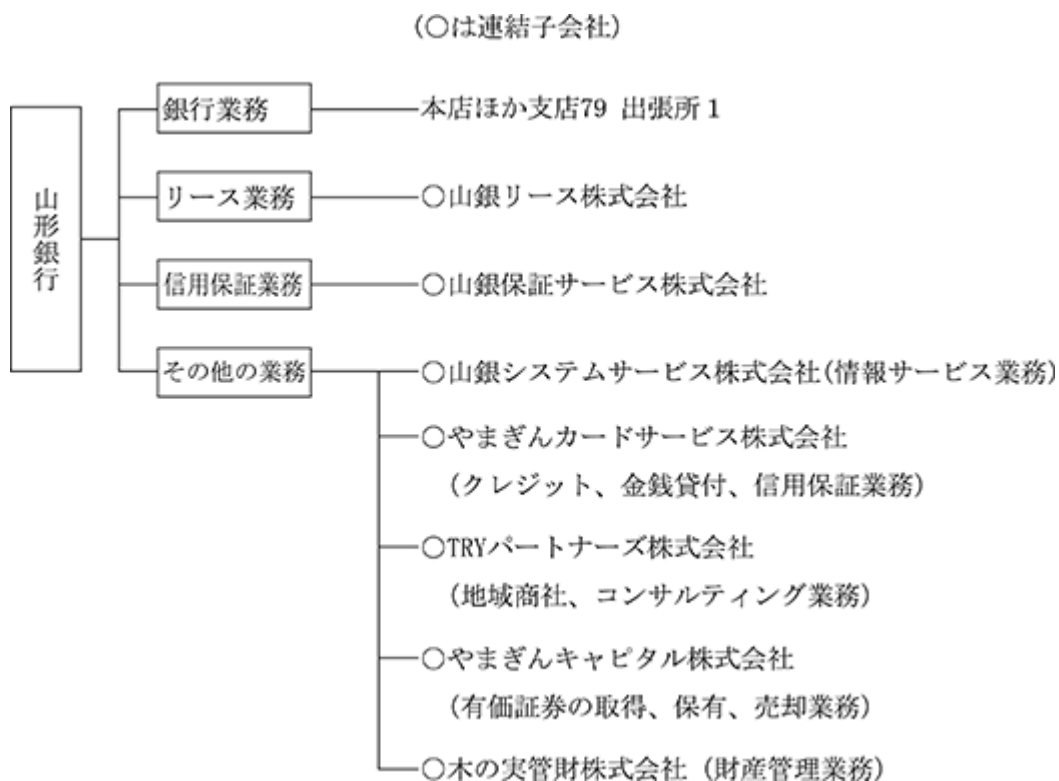 (○は連結子会社)
銀行業務
本店ほか支店79 出張所1
山形銀行
リース業務
○山銀リース株式会社
信用保証業務
○山銀保証サービス株式会社
その他の業務
○山銀システムサービス株式会社(情報サービス業務)
○やまぎんカードサービス株式会社
(クレジット、金銭貸付、信用保証業務)
○TRYパートナーズ株式会社
(地域商社、コンサルティング業務)
○やまぎんキャピタル株式会社
(有価証券の取得、保有、売却業務)
○木の実管財株式会社 (財産管理業務)